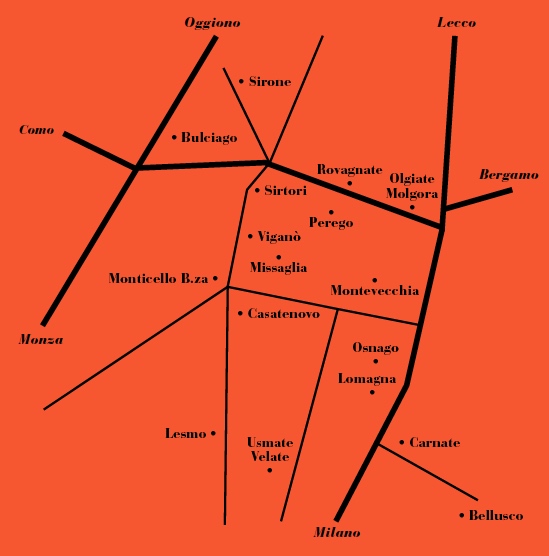 Oggiono
Lecco
Sirone
Como
Bulciago
Rovagnate
Olgiate
Molgora
Bergamo
Sirtori
Perego
Viganò
Missaglia
Monticello B.za
Montevecchia
Casatenovo
Monza
Osnago
Lomagna
Lesmo
Usmate
Velate
Carnate
Bellusco
Milano